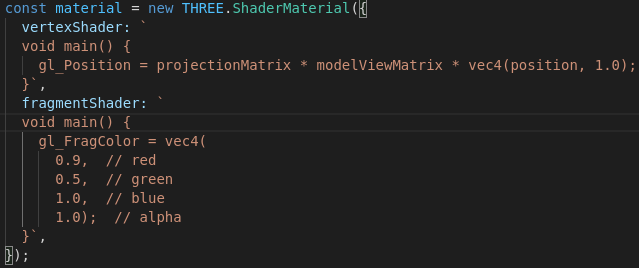 const material = new THREE.ShaderMaterial({
  vertexShader: `
  void main() {
    gl_Position = projectionMatrix * modelViewMatrix * vec4(position, 1.0);
  }`,
  fragmentShader: `
  void main() {
    gl_FragColor = vec4(
      0.9,  // red
      0.5,  // green
      1.0,  // blue
      1.0);  // alpha
  }`,
});